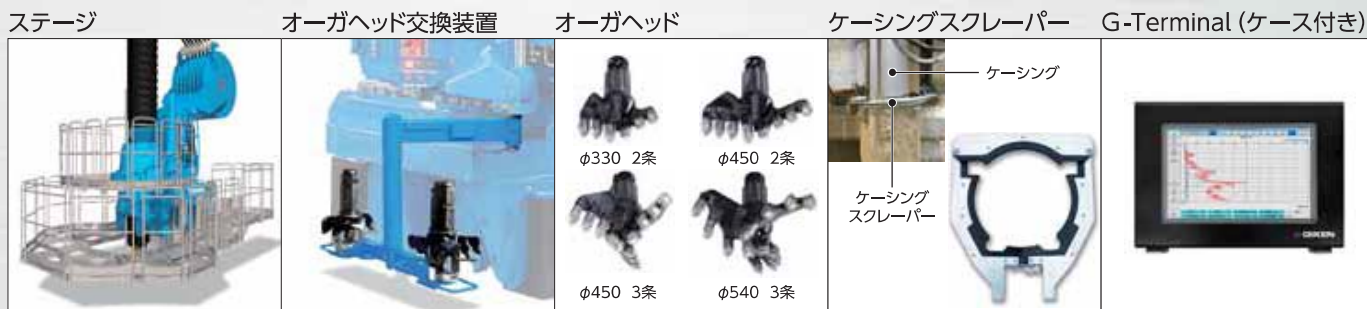 ステージ
オーガヘッド交換装置
オーガヘッド
ケーシングスクレーパー
G-Terminal(ケース付き)
φ330 2条
φ450 2条
φ450 3条
φ540 3条
ケーシング
ケーシング
スクレーパー
GIKEN